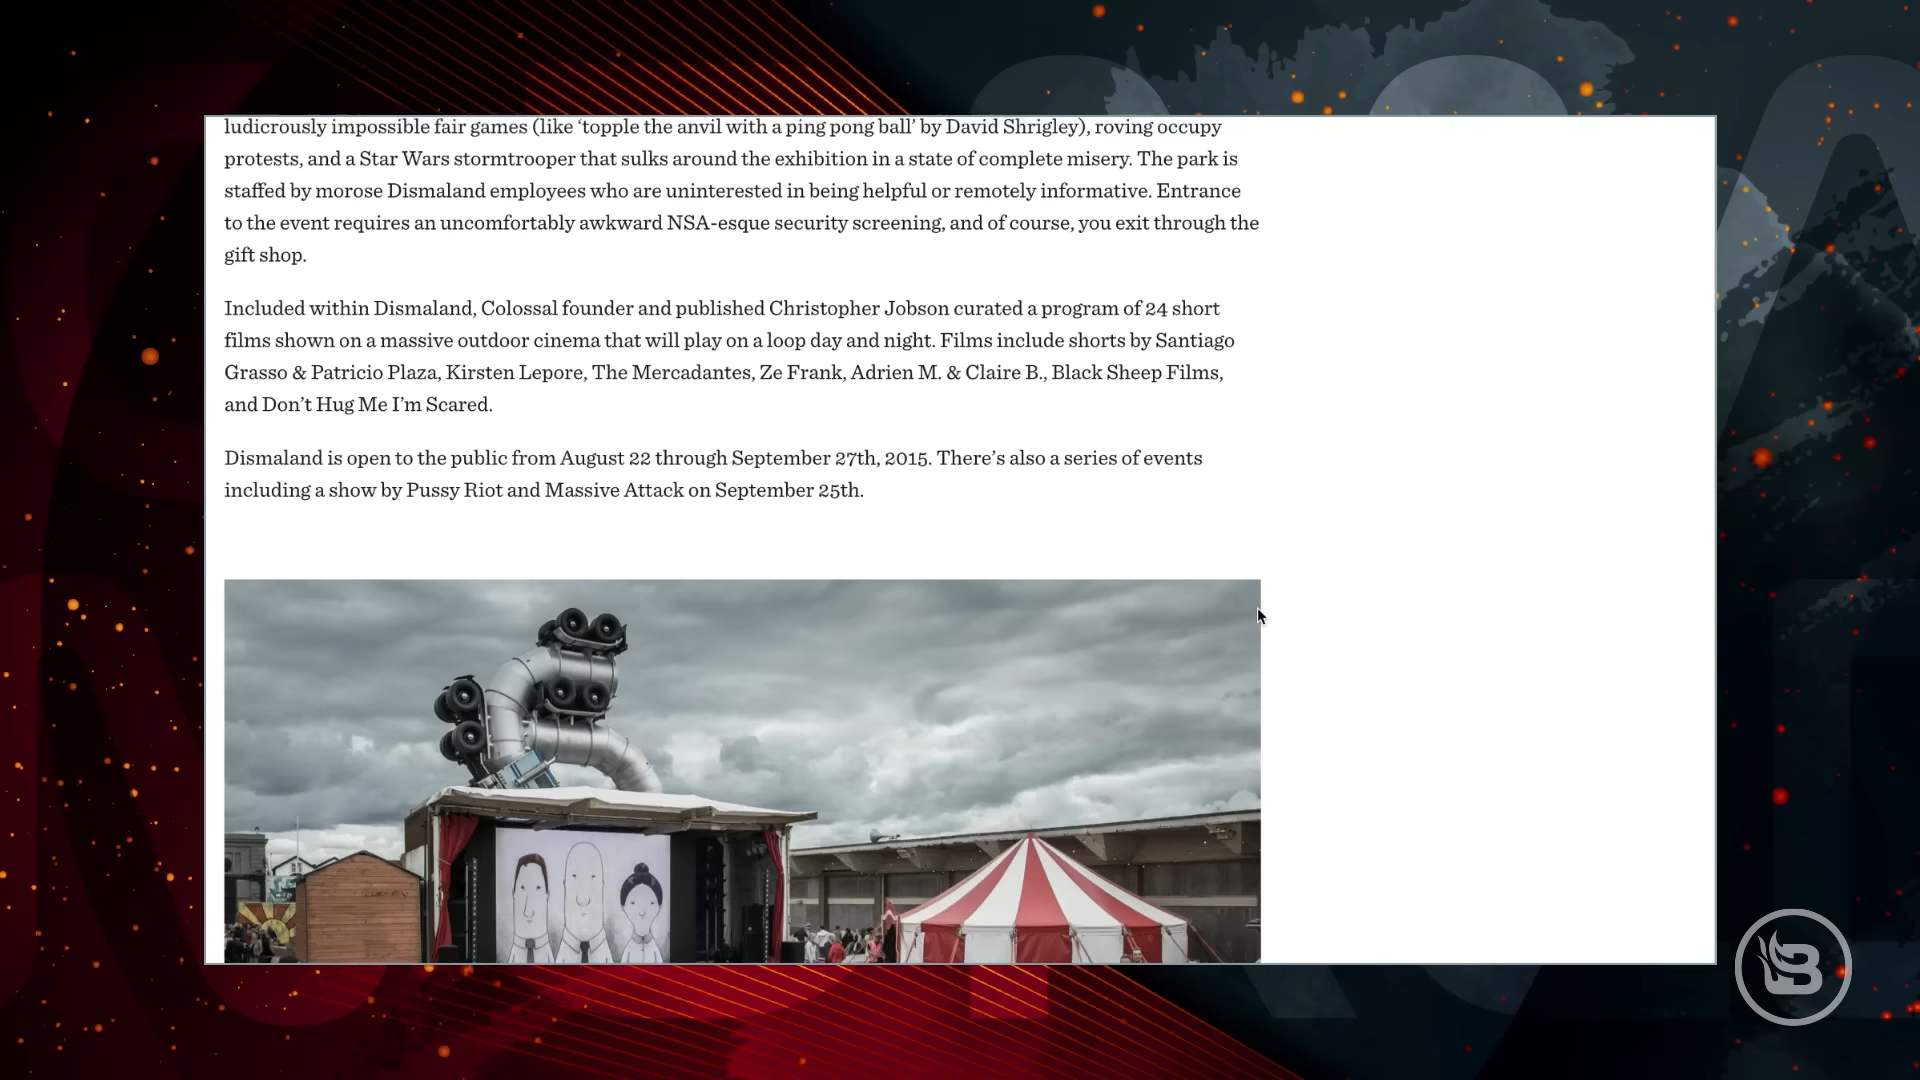 ludicrously impossible fair games (like ‘topple the anvil with a ping pong ball’ by David Shrigley), roving occupy
protests, and a Star Wars stormtrooper that sulks around the exhibition in a state of complete misery. The park is
staffed by morose Dismaland employees who are uninterested in being helpful or remotely informative. Entrance
to the event requires an uncomfortably awkward NSA-esque security screening, and of course, you exit through the
gift shop.
Included within Dismaland, Colossal founder and published Christopher Jobson curated a program of 24 short
films shown on a massive outdoor cinema that will play on a loop day and night. Films include shorts by Santiago
Grasso & Patricio Plaza, Kirsten Lepore, The Mercadantes, Ze Frank, Adrien M. & Claire B., Black Sheep Films,
and Don’t Hug Me I’m Scared.
Dismaland is open to the public from August 22 through September 27th, 2015. There’s also a series of events
including a show by Pussy Riot and Massive Attack on September 25th.
B